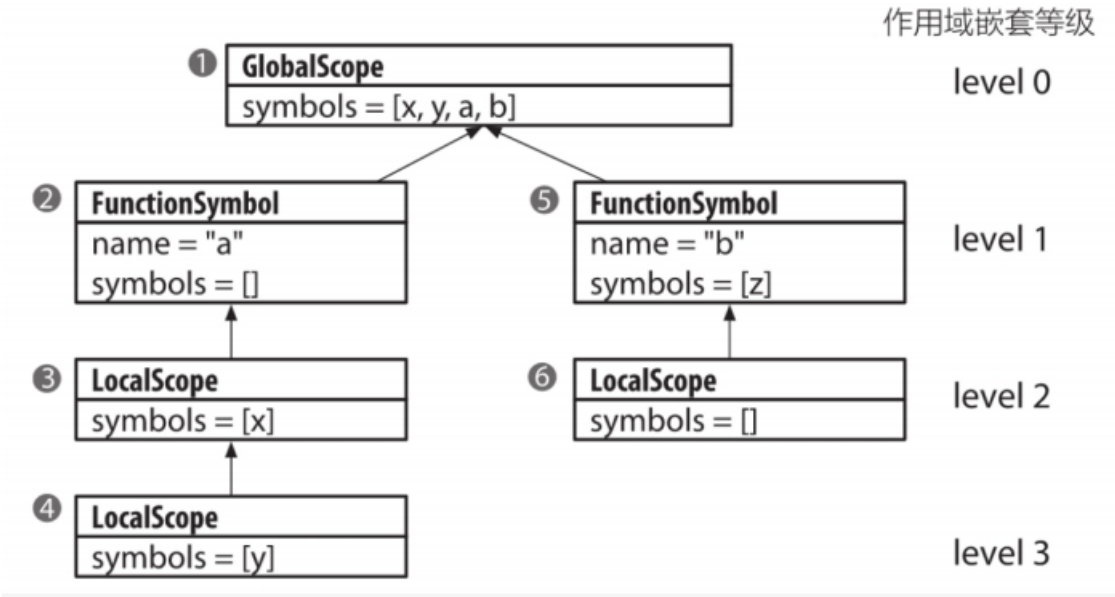 作用域嵌套等级
❶ GlobalScope
symbols = [x, y, a, b]
level 0
❷ FunctionSymbol
name = "a"
symbols = []
❺ FunctionSymbol
name = "b"
symbols = [z]
level 1
❸ LocalScope
symbols = [x]
❻ LocalScope
symbols = []
level 2
❹ LocalScope
symbols = [y]
level 3